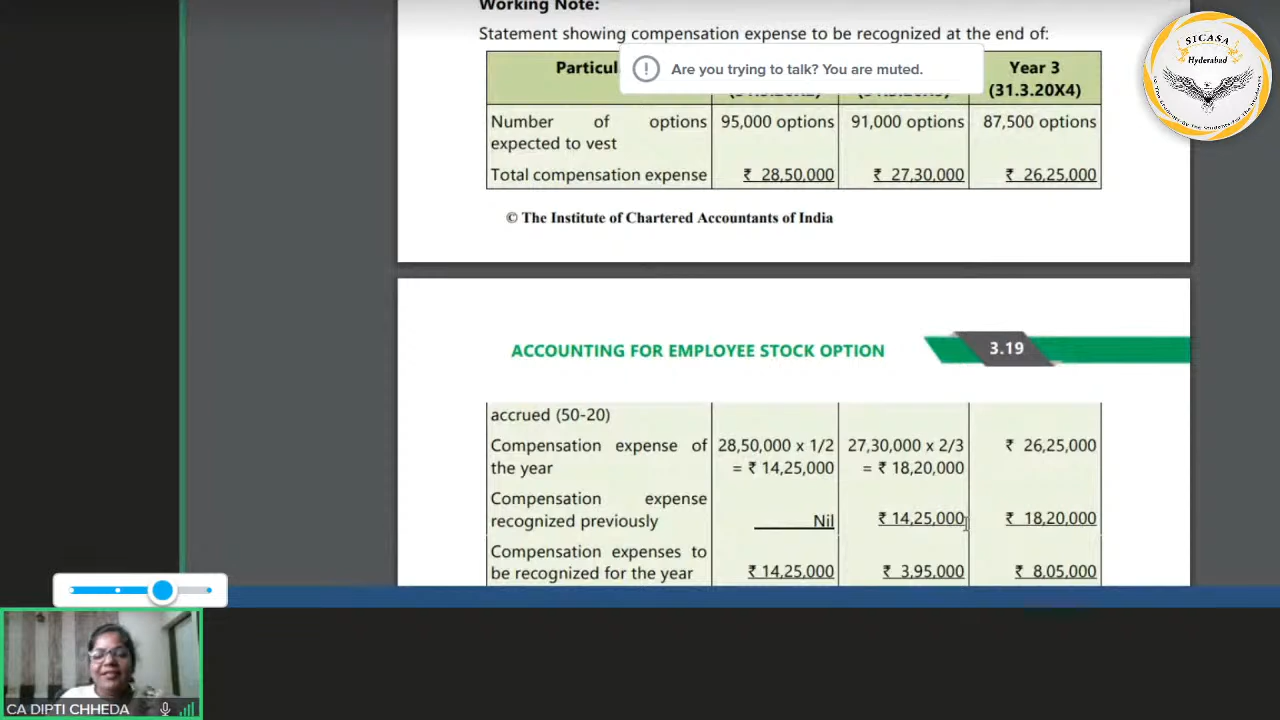 Working Note:
Statement showing compensation expense to be recognized at the end of:
Are you trying to talk? You are muted.
Particul
Year 3
(31.3.20X4)
Number of options expected to vest
95,000 options
91,000 options
87,500 options
Total compensation expense
₹ 28,50,000
₹ 27,30,000
₹ 26,25,000
© The Institute of Chartered Accountants of India
ACCOUNTING FOR EMPLOYEE STOCK OPTION
3.19
accrued (50-20)
Compensation expense of the year
28,50,000 x 1/2
= ₹ 14,25,000
27,30,000 x 2/3
= ₹ 18,20,000
₹ 26,25,000
Compensation expense recognized previously
Nil
₹ 14,25,000
₹ 18,20,000
Compensation expenses to be recognized for the year
₹ 14,25,000
₹ 3,95,000
₹ 8,05,000
CA DIPTI CHHEDA
SICASA
Hyderabad